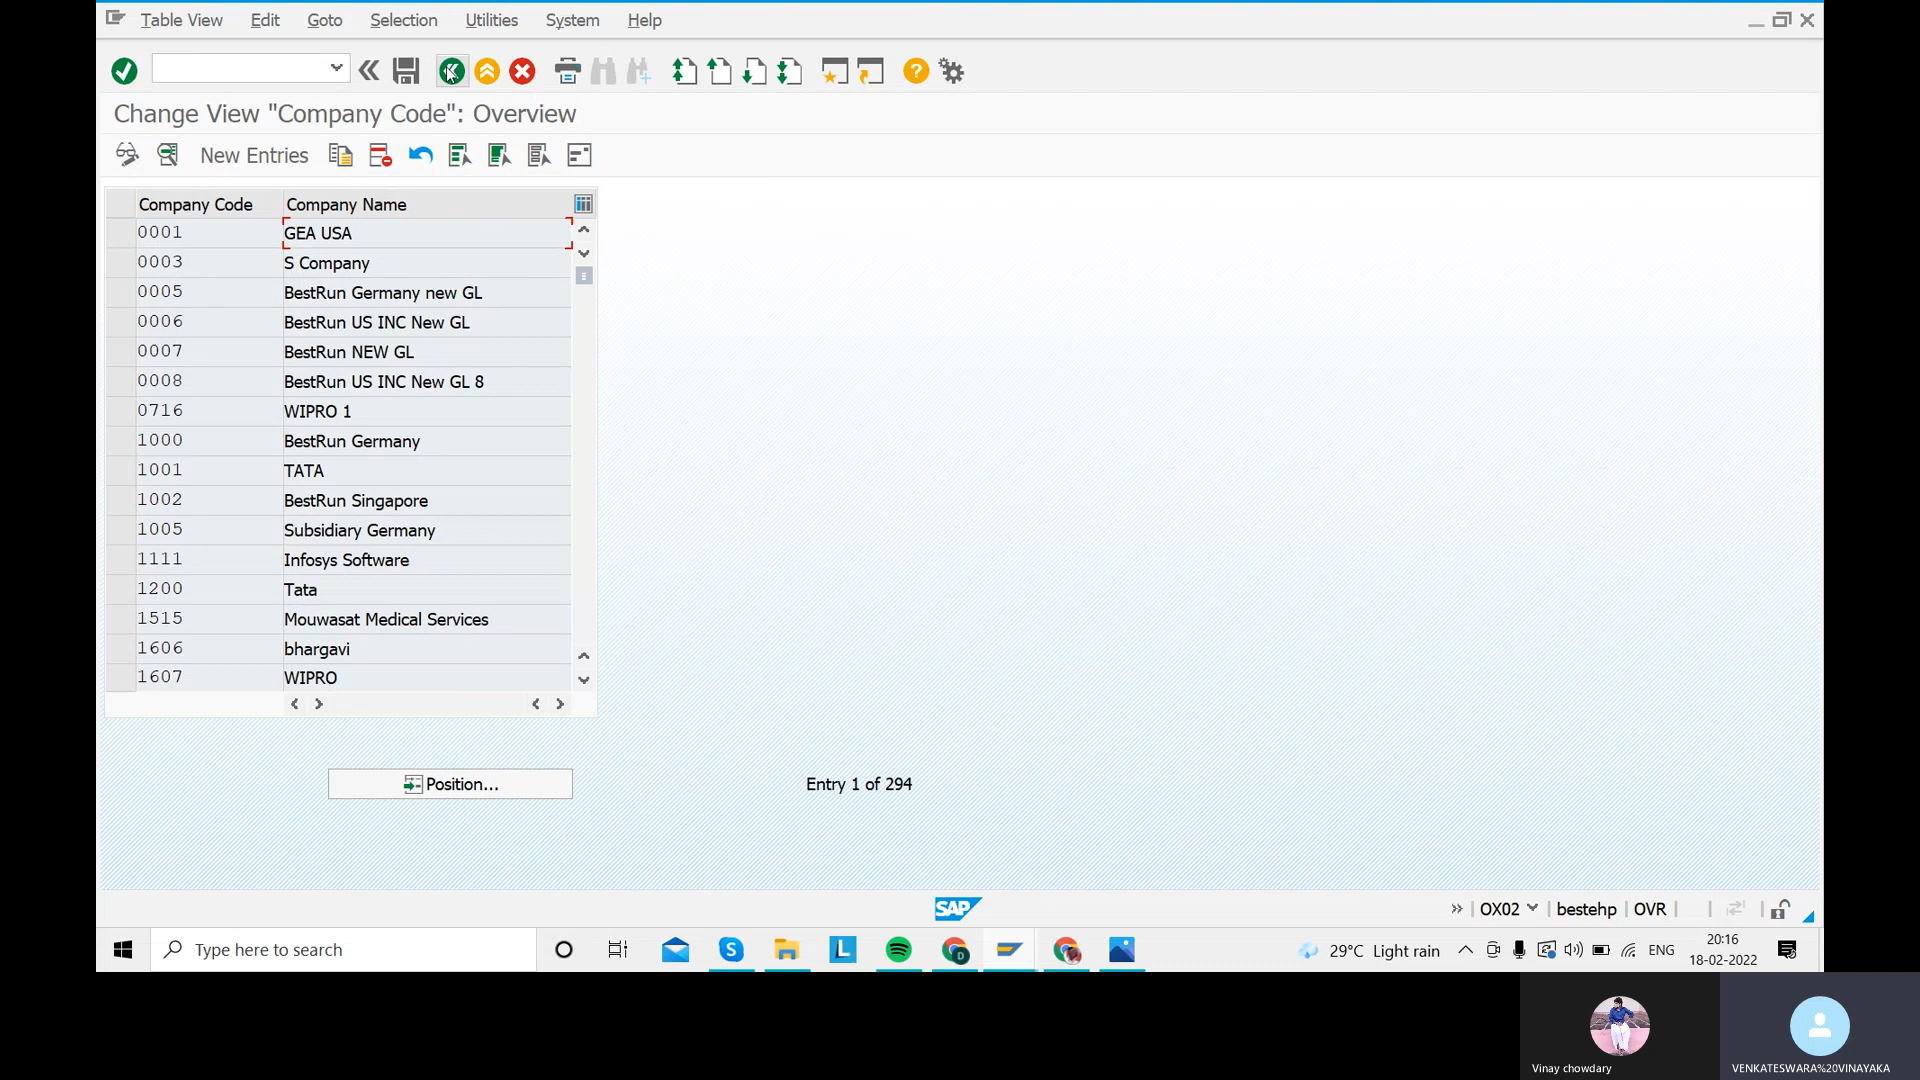 Table View Edit Goto Selection Utilities System Help
Change View "Company Code": Overview
New Entries
Company Code Company Name
0001 GEA USA
0003 S Company
0005 BestRun Germany new GL
0006 BestRun US INC New GL
0007 BestRun NEW GL
0008 BestRun US INC New GL 8
0716 WIPRO 1
1000 BestRun Germany
1001 TATA
1002 BestRun Singapore
1005 Subsidiary Germany
1111 Infosys Software
1200 Tata
1515 Mouwasat Medical Services
1606 bhargavi
1607 WIPRO
Position... Entry 1 of 294
SAP OX02 bestehp OVR
Type here to search 29°C Light rain ENG 20:16
18-02-2022
Vinay chowdary VENKATESWARA%20VINAYAKA